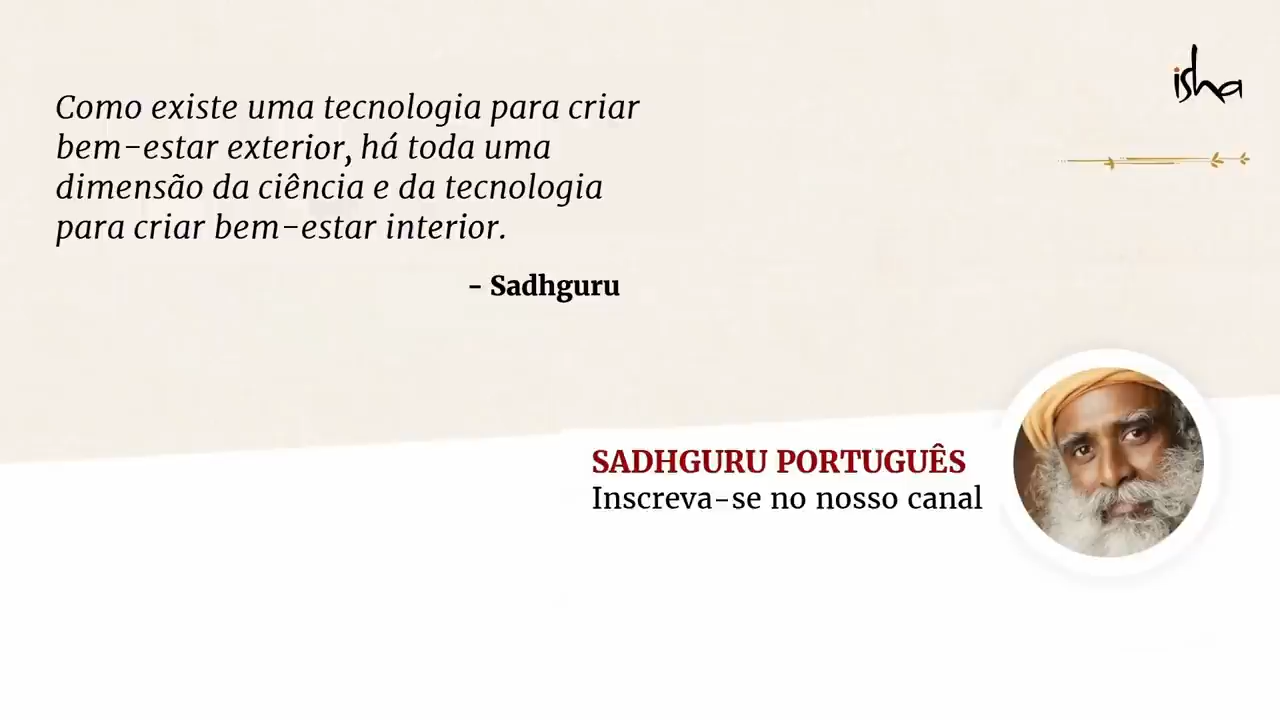 isha
Como existe uma tecnologia para criar
bem-estar exterior, há toda uma
dimensão da ciência e da tecnologia
para criar bem-estar interior.
- Sadhguru
SADHGURU PORTUGUÊS
Inscreva-se no nosso canal